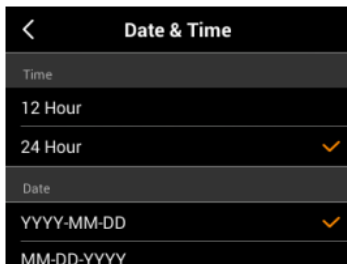 Date & Time
Time
12 Hour
24 Hour
Date
YYYY-MM-DD
MM-DD-YYYY